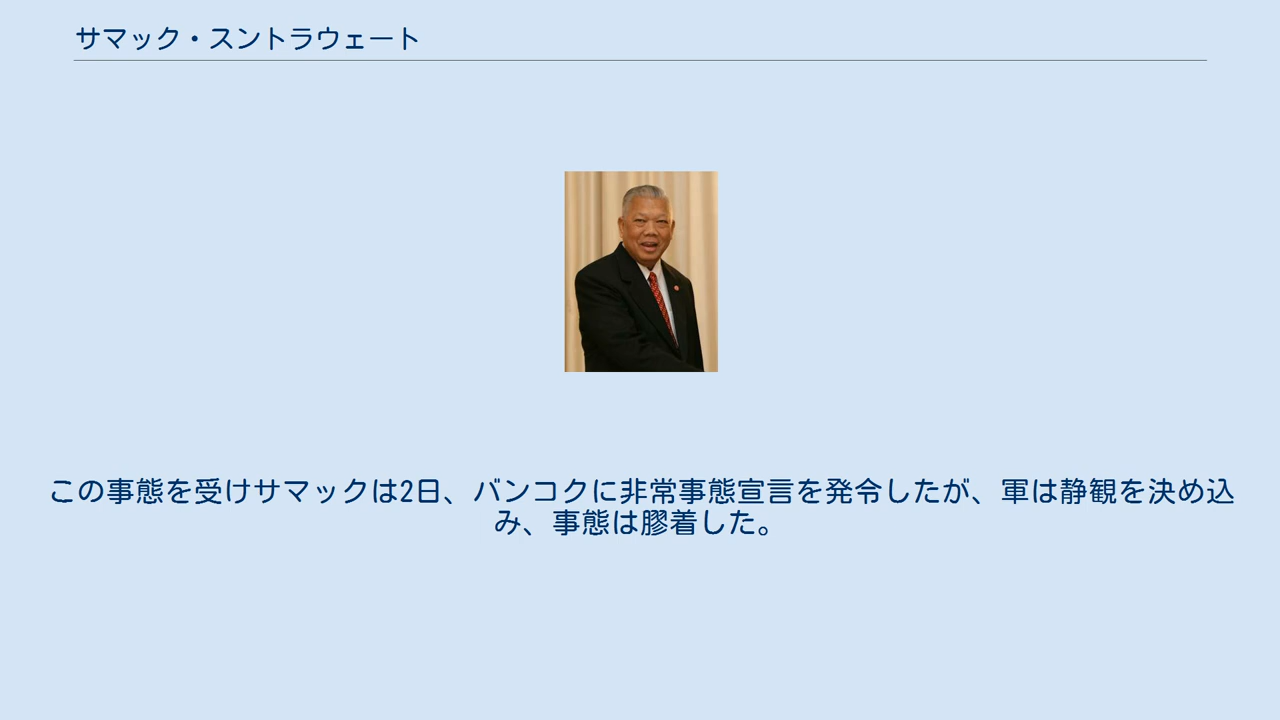 サマック・スントラウェート
この事態を受けサマックは2日、バンコクに非常事態宣言を発令したが、軍は静観を決め込
み、事態は膠着した。